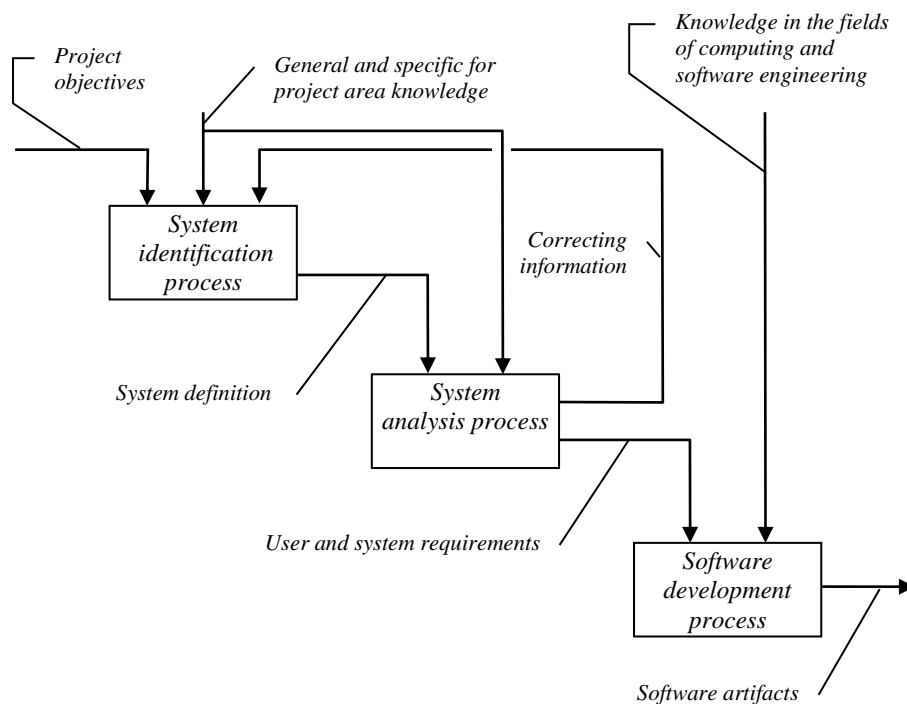 Project
objectives
General and specific for
project area knowledge
Knowledge in the fields
of computing and
software engineering
System
identification
process
Correcting
information
System definition
System
analysis process
User and system requirements
Software
development
process
Software artifacts